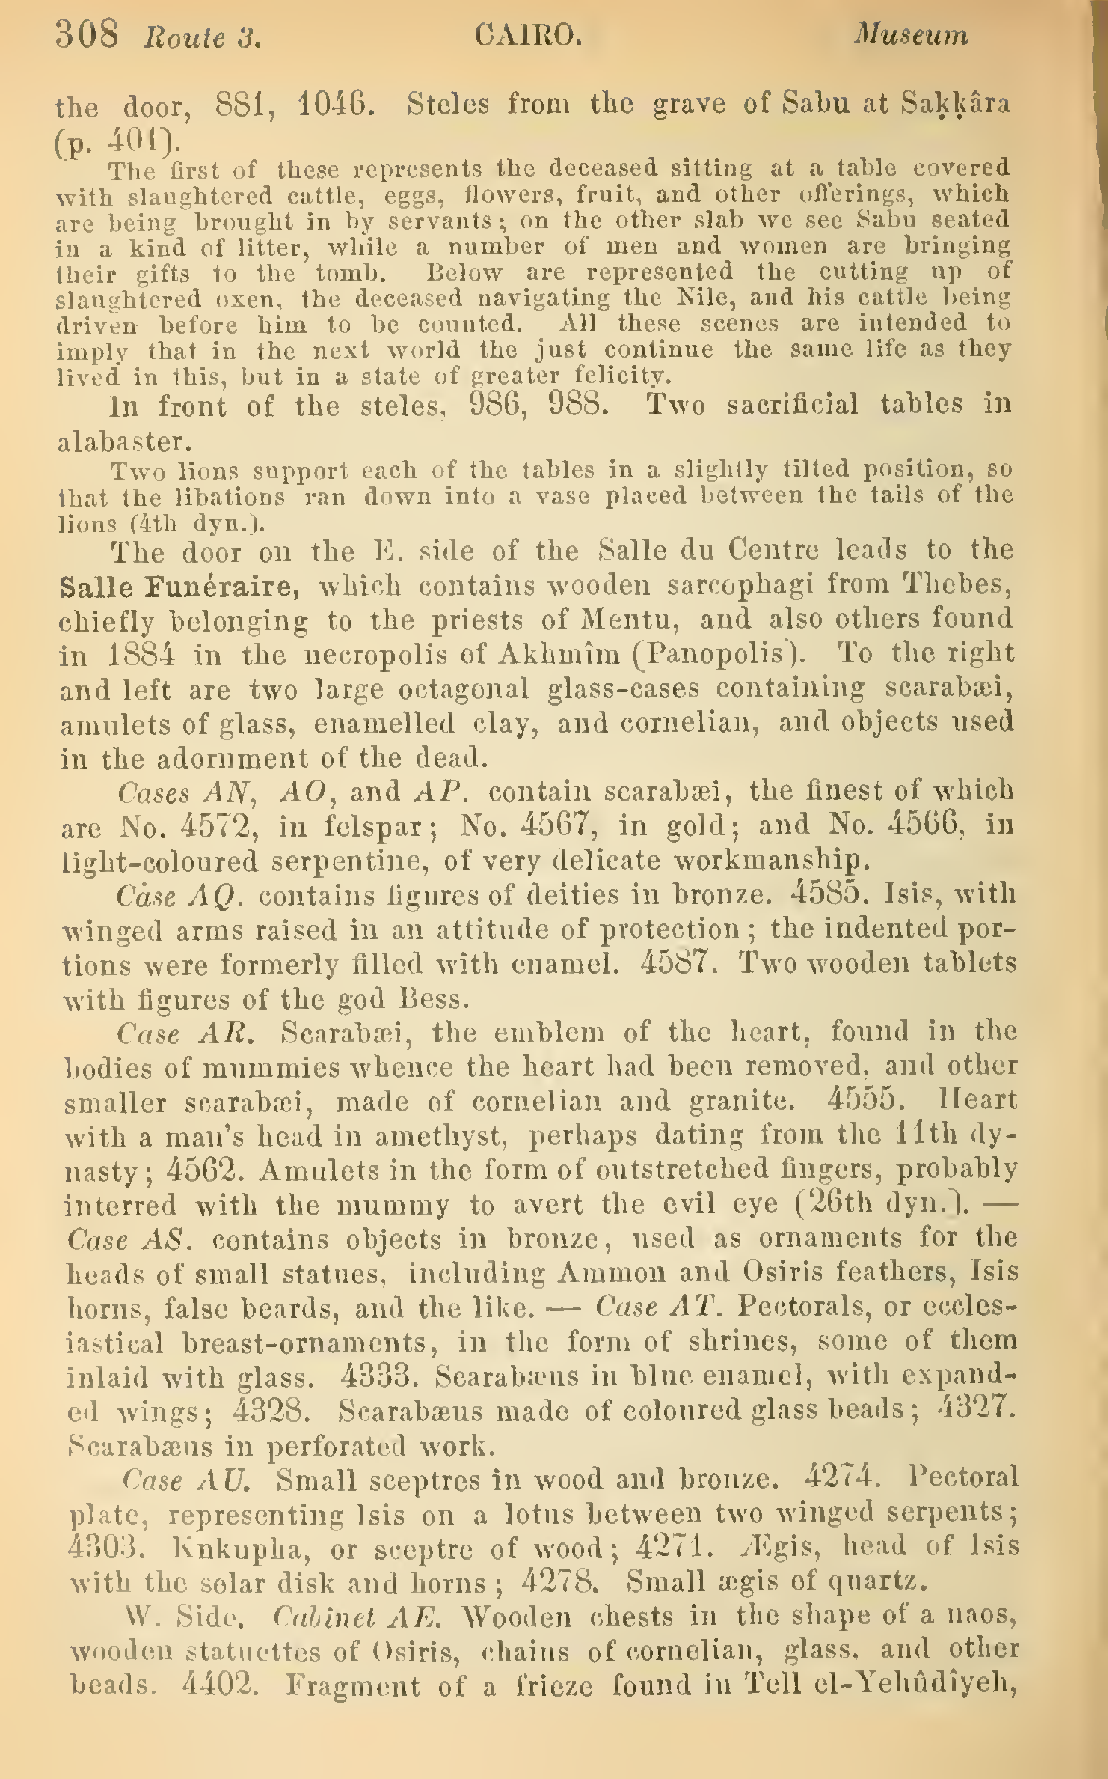 308 Route 3. CAIRO. Museum
the door, 881, 1046. Steles from the grave of Sabu at Saḳḳâra
(p. 401).
The first of these represents the deceased sitting at a table covered
with slaughtered cattle, eggs, flowers, fruit, and other offerings, which
are being brought in by servants; on the other slab we see Sabu seated
in a kind of litter, while a number of men and women are bringing
their gifts to the tomb. Below are represented the cutting up of
slaughtered oxen, the deceased navigating the Nile, and his cattle being
driven before him to be counted. All these scenes are intended to
imply that in the next world the just continue the same life as they
lived in this, but in a state of greater felicity.
In front of the steles, 986, 988. Two sacrificial tables in
alabaster.
Two lions support each of the tables in a slightly tilted position, so
that the libations ran down into a vase placed between the tails of the
lions (4th dyn.).
The door on the E. side of the Salle du Centre leads to the
Salle Funéraire, which contains wooden sarcophagi from Thebes,
chiefly belonging to the priests of Mentu, and also others found
in 1884 in the necropolis of Akhmîm (Panopolis). To the right
and left are two large octagonal glass-cases containing scarabæi,
amulets of glass, enamelled clay, and cornelian, and objects used
in the adornment of the dead.
Cases AN, AO, and AP. contain scarabæi, the finest of which
are No. 4572, in felspar; No. 4567, in gold; and No. 4566, in
light-coloured serpentine, of very delicate workmanship.
Case AQ. contains figures of deities in bronze. 4585. Isis, with
winged arms raised in an attitude of protection; the indented por-
tions were formerly filled with enamel. 4587. Two wooden tablets
with figures of the god Bess.
Case AR. Scarabæi, the emblem of the heart, found in the
bodies of mummies whence the heart had been removed, and other
smaller scarabæi, made of cornelian and granite. 4555. Heart
with a man's head in amethyst, perhaps dating from the 11th dy-
nasty; 4562. Amulets in the form of outstretched fingers, probably
interred with the mummy to avert the evil eye (26th dyn.). —
Case AS. contains objects in bronze, used as ornaments for the
heads of small statues, including Ammon and Osiris feathers, Isis
horns, false beards, and the like. — Case AT. Pectorals, or eccles-
iastical breast-ornaments, in the form of shrines, some of them
inlaid with glass. 4333. Scarabæus in blue enamel, with expand-
ed wings; 4328. Scarabæus made of coloured glass beads; 4327.
Scarabæus in perforated work.
Case AU. Small sceptres in wood and bronze. 4274. Pectoral
plate, representing Isis on a lotus between two winged serpents;
4303. Knkupha, or sceptre of wood; 4271. Ægis, head of Isis
with the solar disk and horns; 4278. Small ægis of quartz.
W. Side. Cabinet AE. Wooden chests in the shape of a naos,
wooden statuettes of Osiris, chains of cornelian, glass, and other
beads. 4402. Fragment of a frieze found in Tell el-Yehûdîyeh,